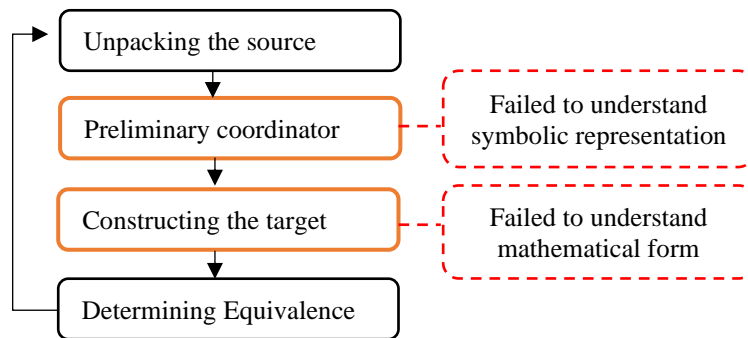 Unpacking the source
Preliminary coordinator
Failed to understand
symbolic representation
Constructing the target
Failed to understand
mathematical form
Determining Equivalence